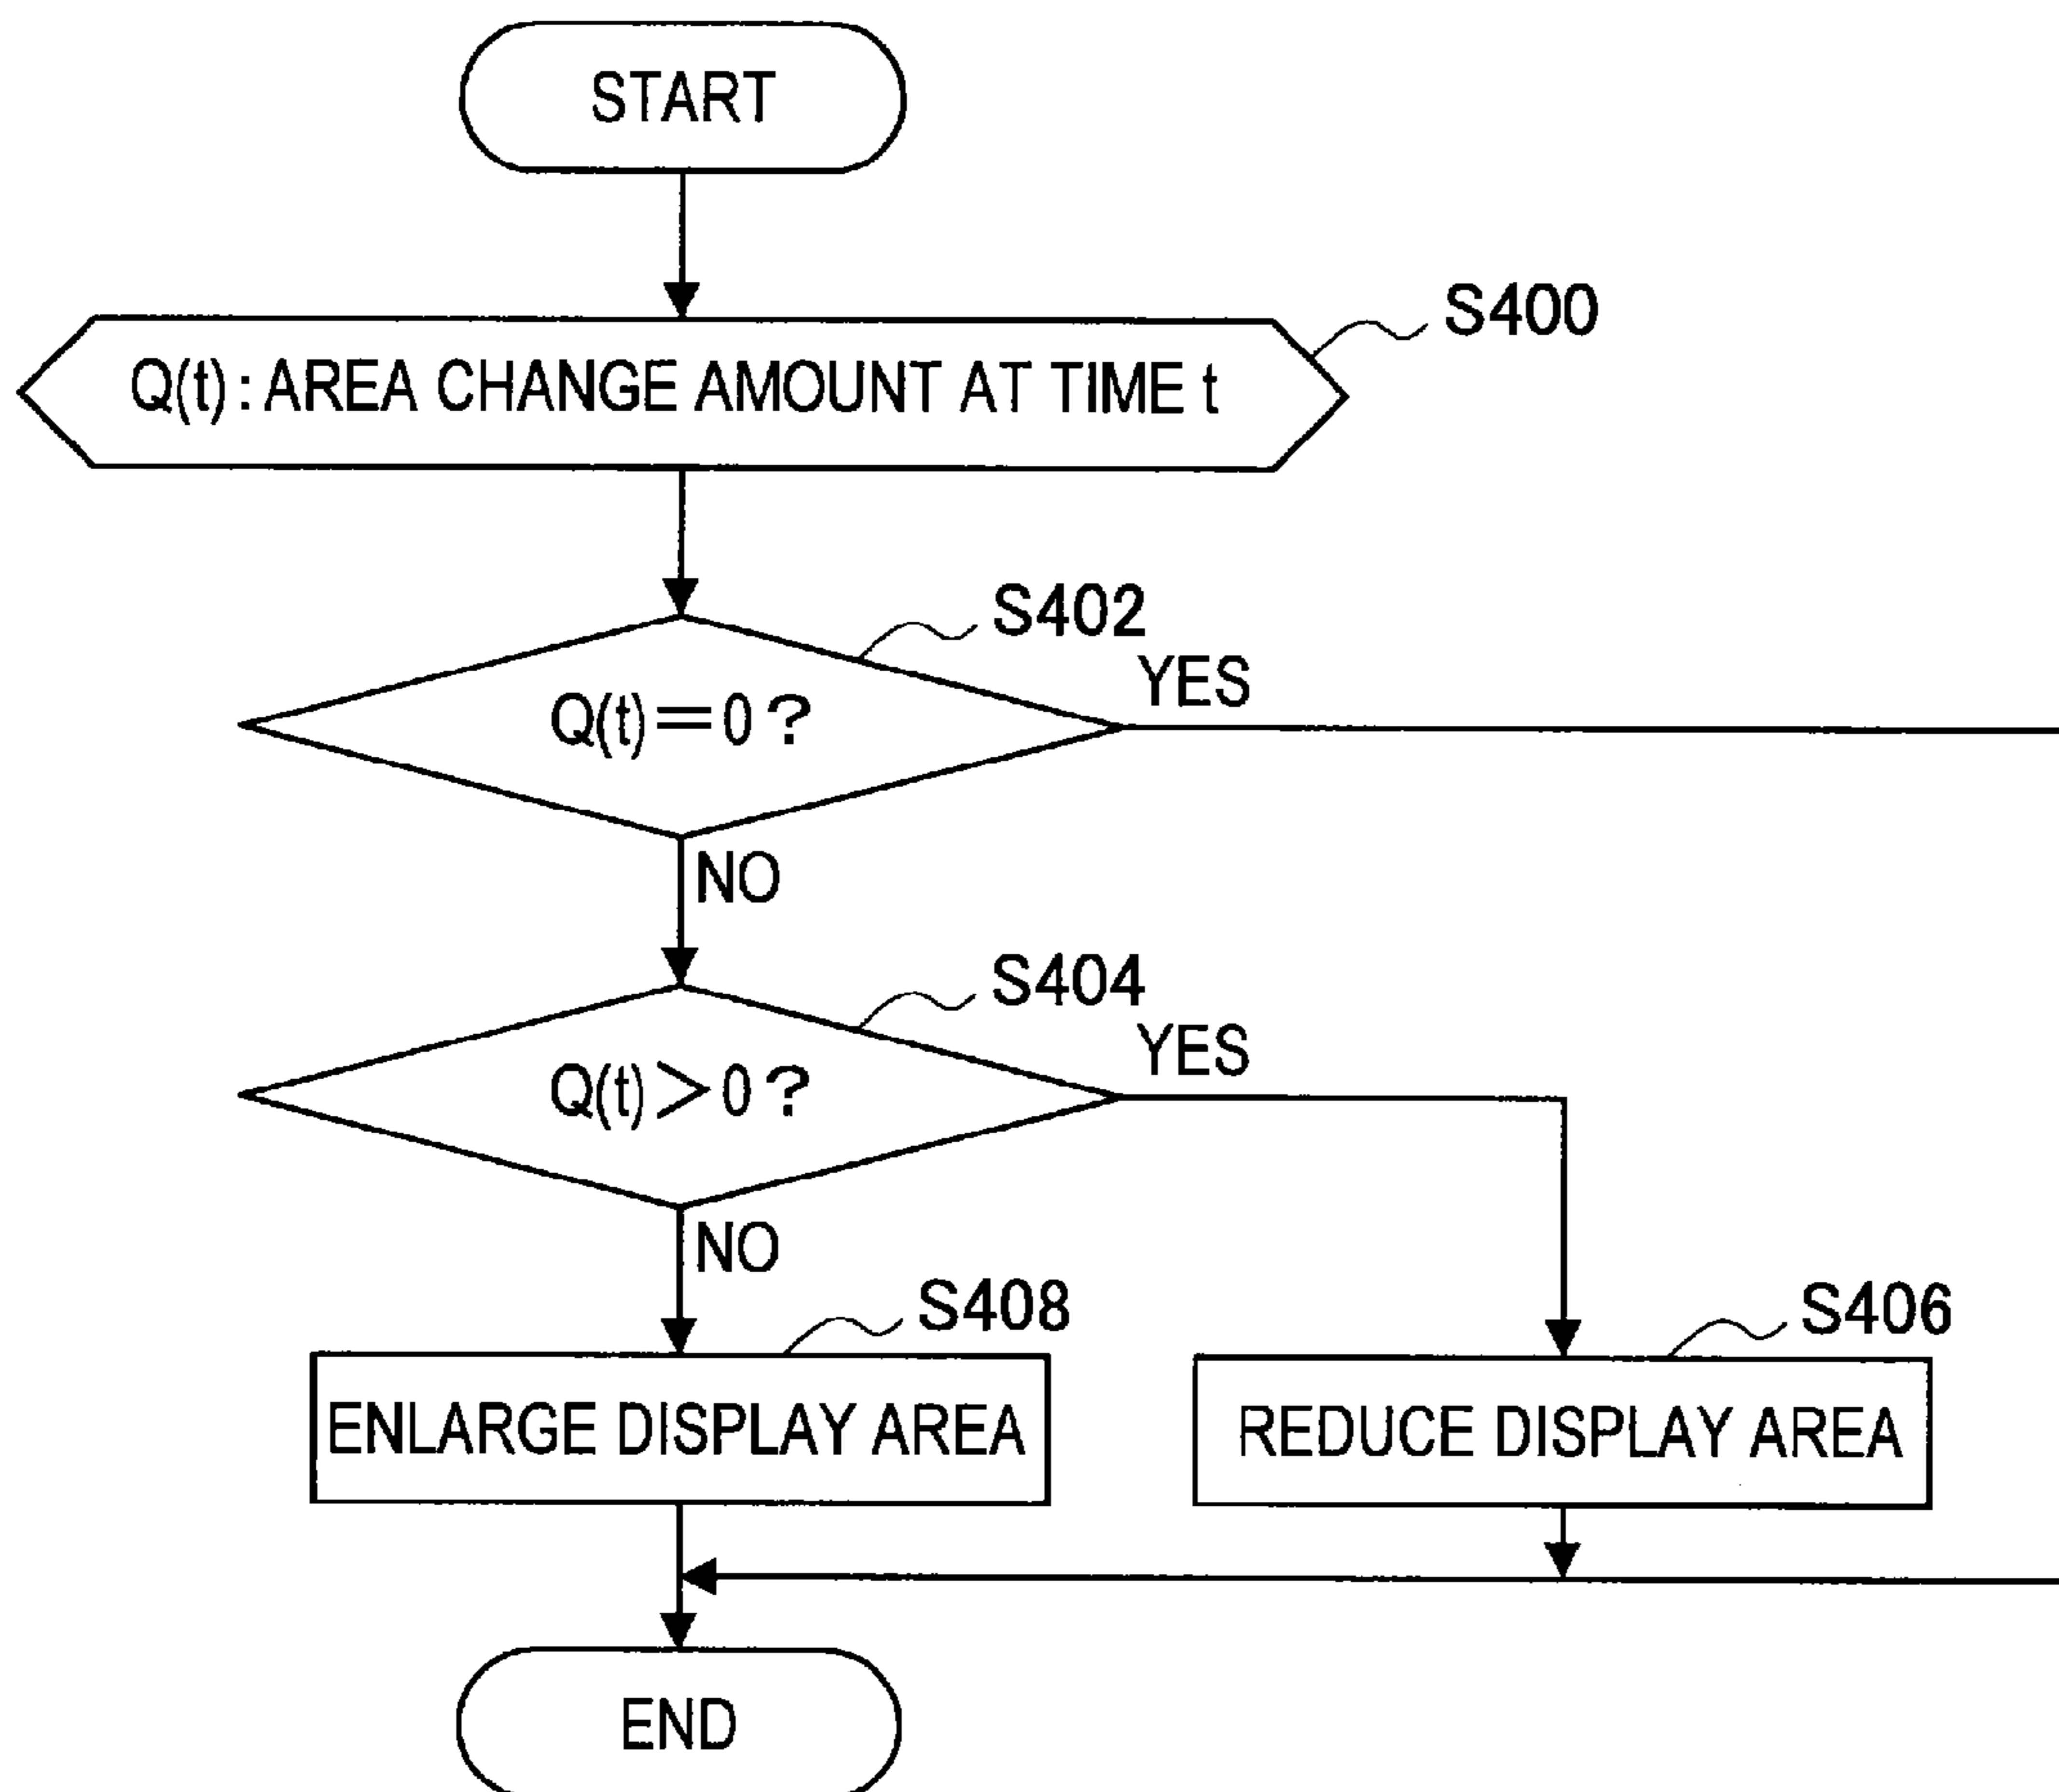 START
S400
Q(t) : AREA CHANGE AMOUNT AT TIME t
S402
YES
Q(t)=0 ?
NO
S404
YES
Q(t)>0 ?
NO
S408
S406
ENLARGE DISPLAY AREA
REDUCE DISPLAY AREA
END